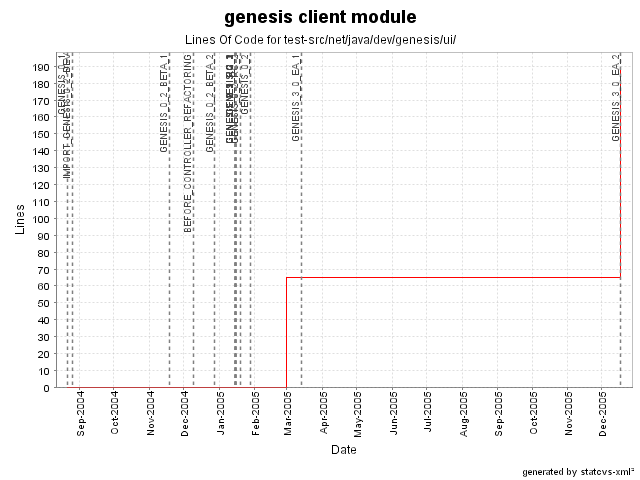 genesis client module
Lines Of Code for test-src/net/java/dev/genesis/ui/
Lines
190
180
170
160
150
140
130
120
110
100
90
80
70
60
50
40
30
20
10
0
GENESIS_0_1
IMPORT_GENESIS_0_2-DEV
GENESIS_0_2_BETA_1
BEFORE_CONTROLLER_REFACTORING
GENESIS_0_2_BETA_2
GENESIS_0_2
GENESIS_3_0_EA_1
GENESIS_3_0_EA_2
Sep-2004
Oct-2004
Nov-2004
Dec-2004
Jan-2005
Feb-2005
Mar-2005
Apr-2005
May-2005
Jun-2005
Jul-2005
Aug-2005
Sep-2005
Oct-2005
Nov-2005
Dec-2005
Date
generated by statcvs-xml²